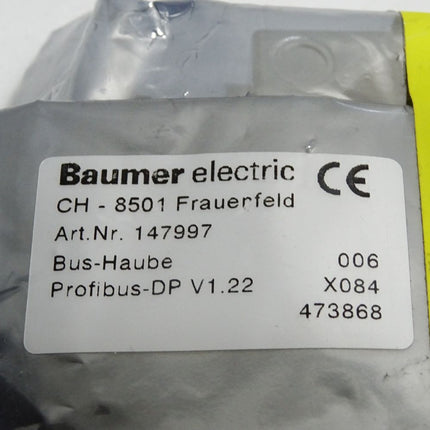 Baumer electric CE
CH - 8501 Frauenfeld
Art.Nr. 147997
Bus-Haube 006
Profibus-DP V1.22 X084
473868